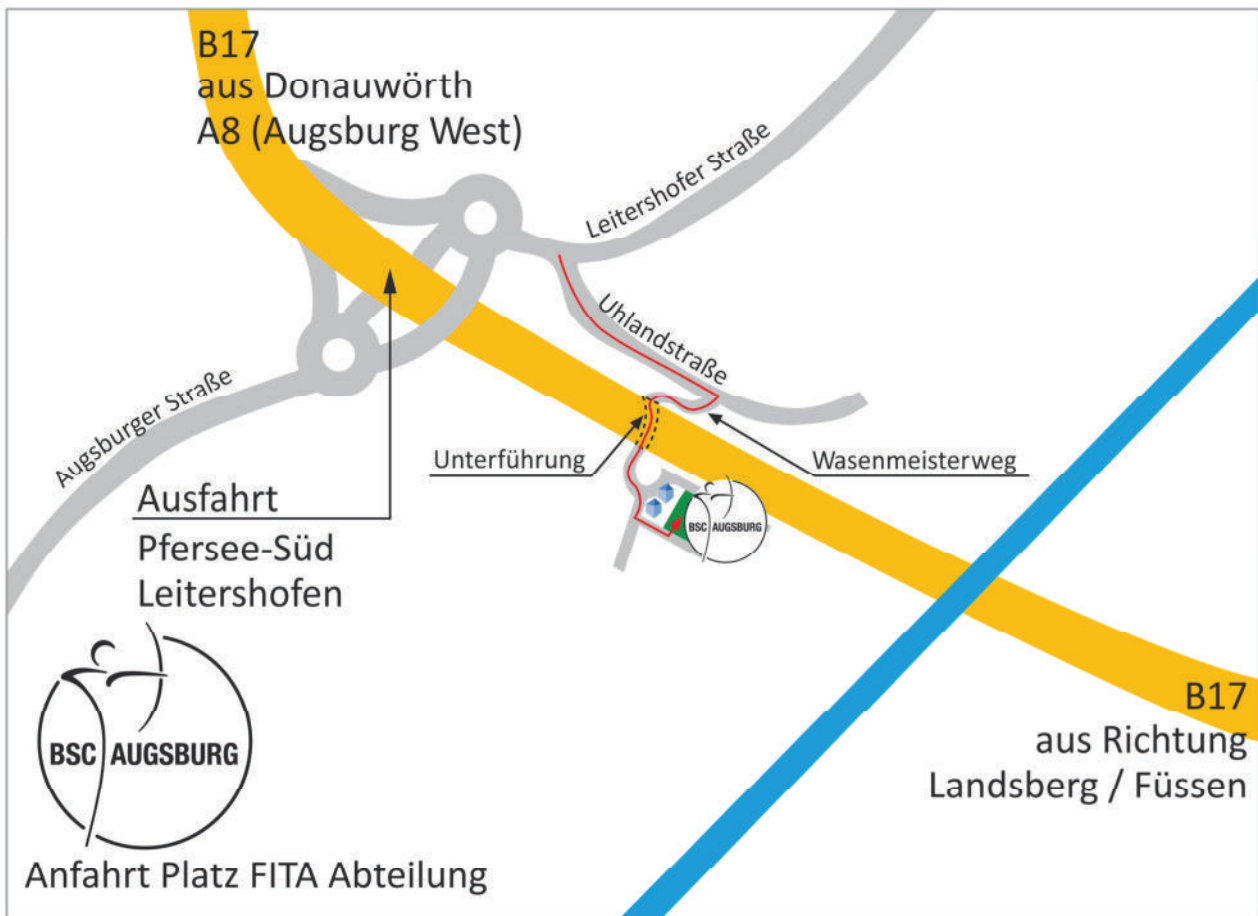 B17
aus Donauwörth
A8 (Augsburg West)
Leitershofer Straße
Uhlandstraße
Augsburger Straße
Unterführung
Wasenmeisterweg
Ausfahrt
Pfersee-Süd
Leitershofen
BSC AUGSBURG
BSC AUGSBURG
B17
aus Richtung
Landsberg / Füssen
Anfahrt Platz FITA Abteilung